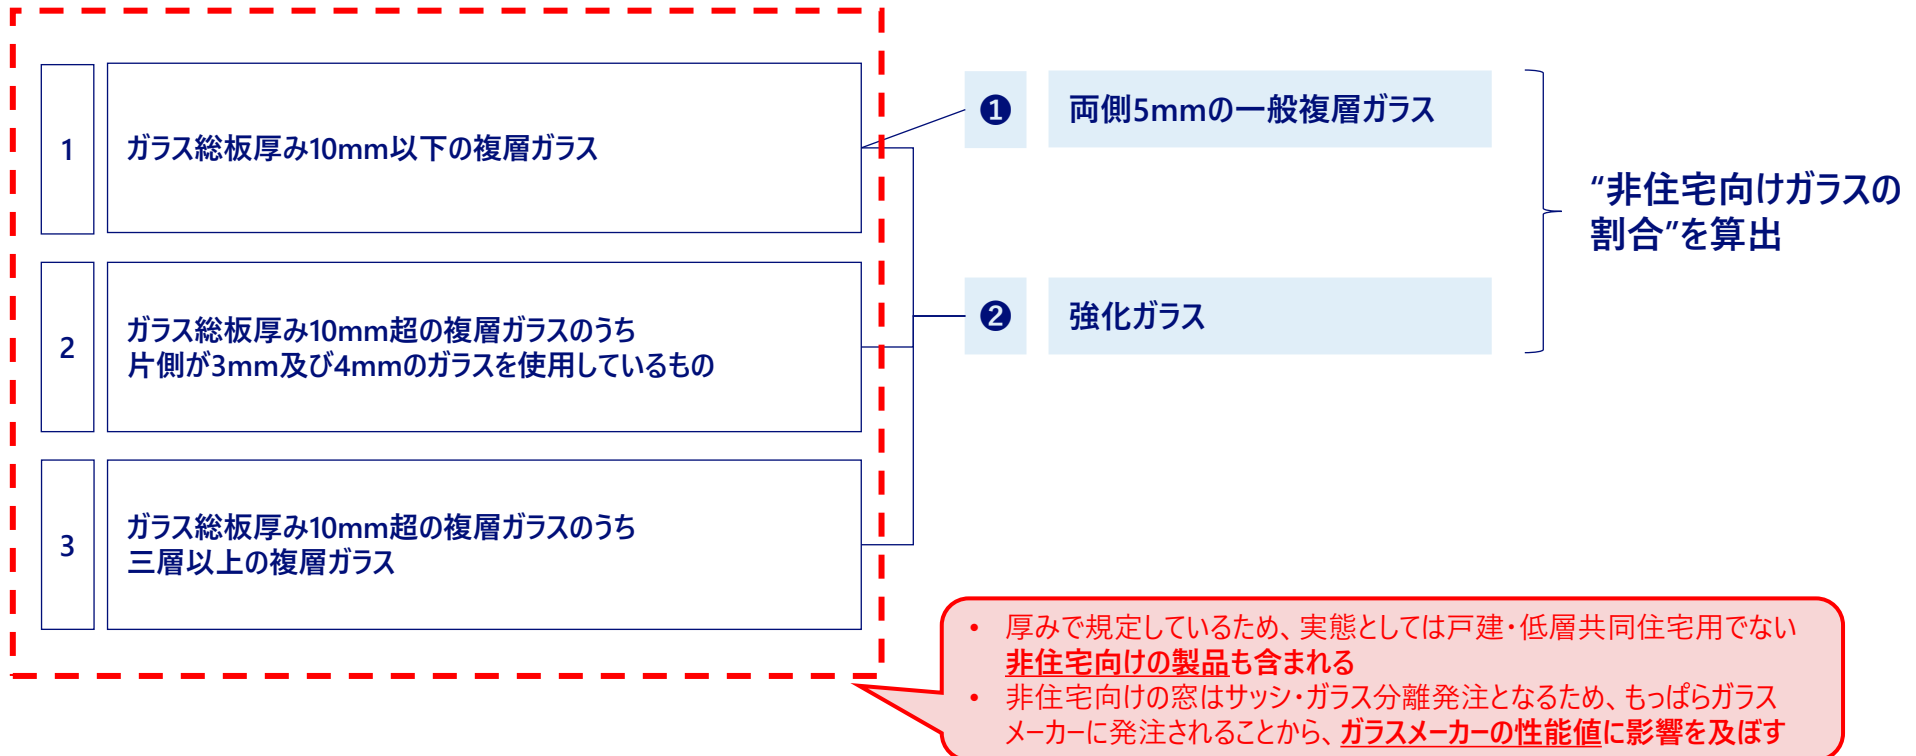 1
ガラス総板厚み10mm以下の複層ガラス
2
ガラス総板厚み10mm超の複層ガラスのうち
片側が3mm及び4mmのガラスを使用しているもの
3
ガラス総板厚み10mm超の複層ガラスのうち
三層以上の複層ガラス
❶
両側5mmの一般複層ガラス
❷
強化ガラス
“非住宅向けガラスの
割合”を算出
• 厚みで規定しているため、実態としては戸建・低層共同住宅用でない
非住宅向けの製品も含まれる
• 非住宅向けの窓はサッシ・ガラス分離発注となるため、もっぱらガラス
メーカーに発注されることから、ガラスメーカーの性能値に影響を及ぼす